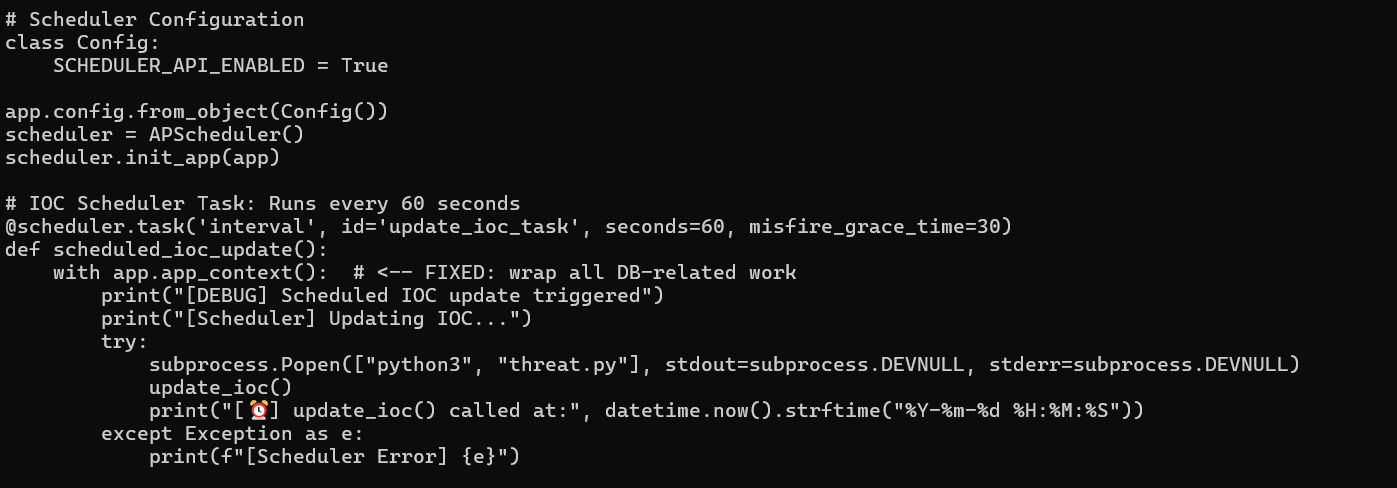 # Scheduler Configuration
class Config:
    SCHEDULER_API_ENABLED = True

app.config.from_object(Config())
scheduler = APScheduler()
scheduler.init_app(app)

# IOC Scheduler Task: Runs every 60 seconds
@scheduler.task('interval', id='update_ioc_task', seconds=60, misfire_grace_time=30)
def scheduled_ioc_update():
    with app.app_context():  # <-- FIXED: wrap all DB-related work
        print("[DEBUG] Scheduled IOC update triggered")
        print("[Scheduler] Updating IOC...")
        try:
            subprocess.Popen(["python3", "threat.py"], stdout=subprocess.DEVNULL, stderr=subprocess.DEVNULL)
            update_ioc()
            print("[⏰] update_ioc() called at:", datetime.now().strftime("%Y-%m-%d %H:%M:%S"))
        except Exception as e:
            print(f"[Scheduler Error] {e}")